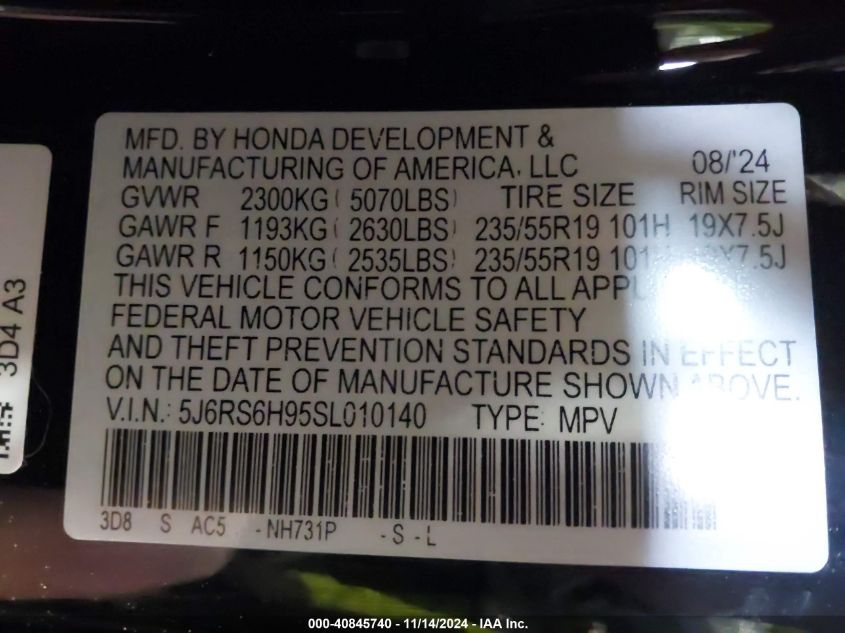 MFD. BY HONDA DEVELOPMENT &
MANUFACTURING OF AMERICA, LLC 08/'24
GVWR 2300KG ( 5070LBS) TIRE SIZE RIM SIZE
GAWR F 1193KG ( 2630LBS) 235/55R19 101H 19X7.5J
GAWR R 1150KG ( 2535LBS) 235/55R19
THIS VEHICLE CONFORMS TO ALL
FEDERAL MOTOR VEHICLE SAFETY
AND THEFT PREVENTION STANDARDS IN EFFECT
ON THE DATE OF MANUFACTURE SHOWN ABOVE.
V.I.N.: 5J6RS6H95SL010140 TYPE: MPV
3D8 S AC5 -NH731P -S -L
3D4 A3
000-40845740 - 11/14/2024 - IAA Inc.